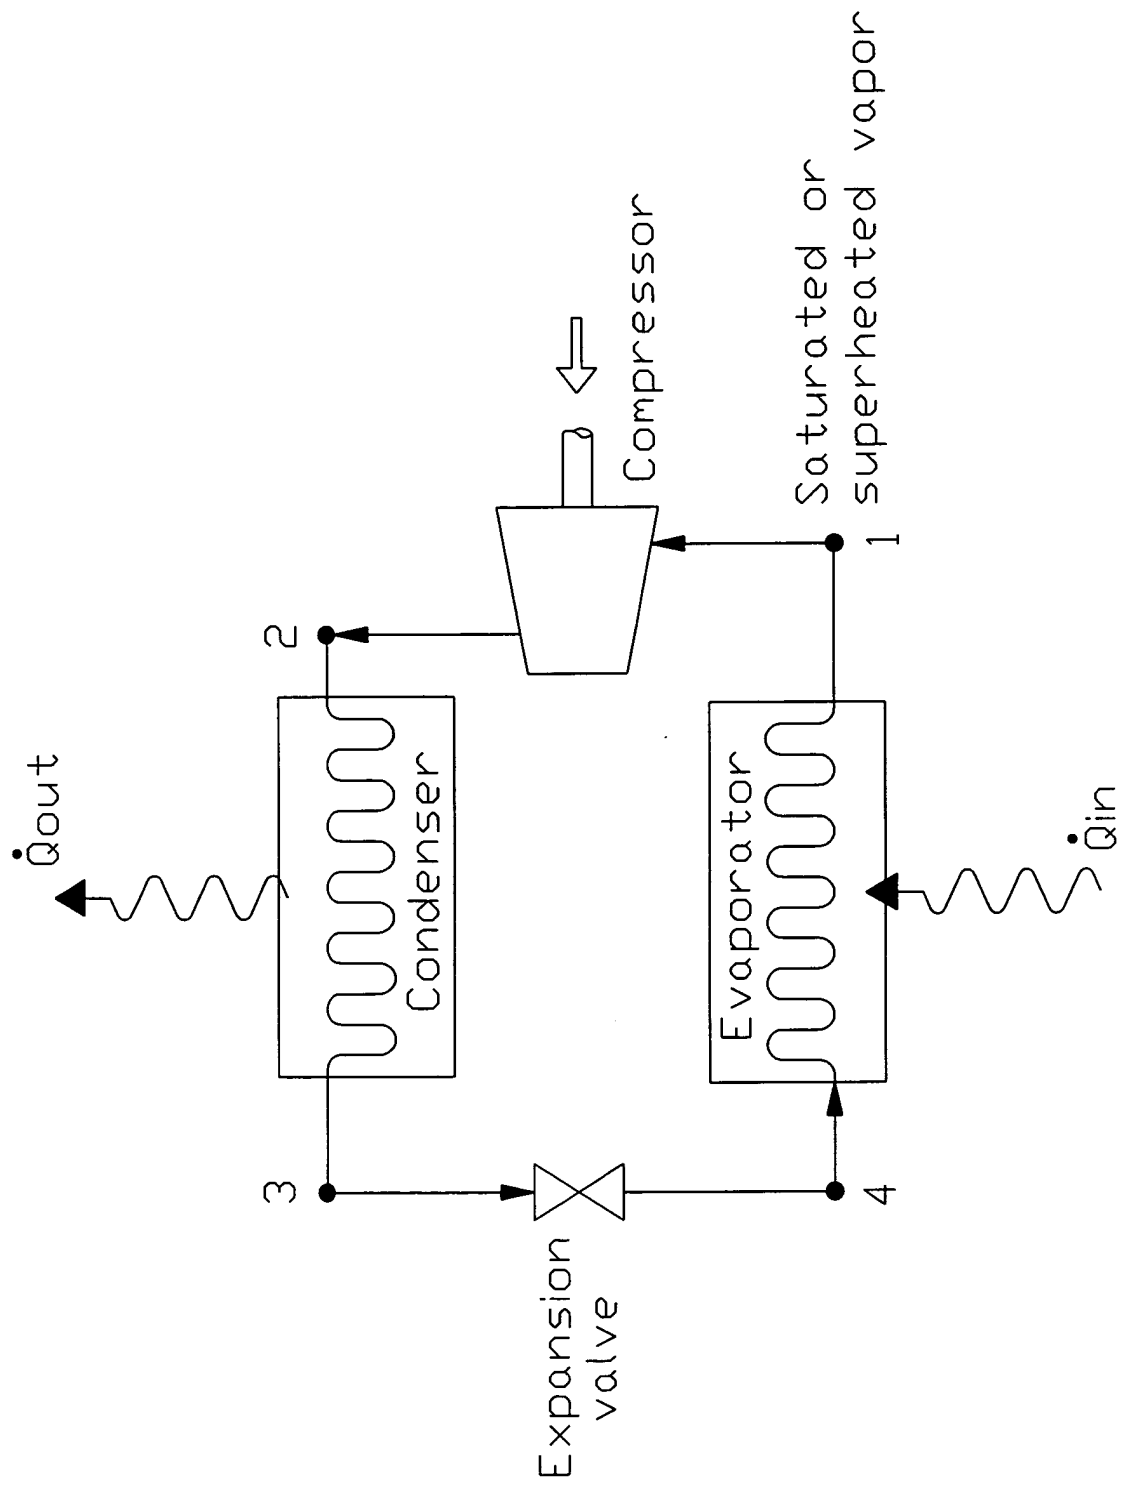 Q̇out
2
3
Condenser
Compressor
Expansion
valve
Evaporator
Saturated or
superheated vapor
1
4
Q̇in